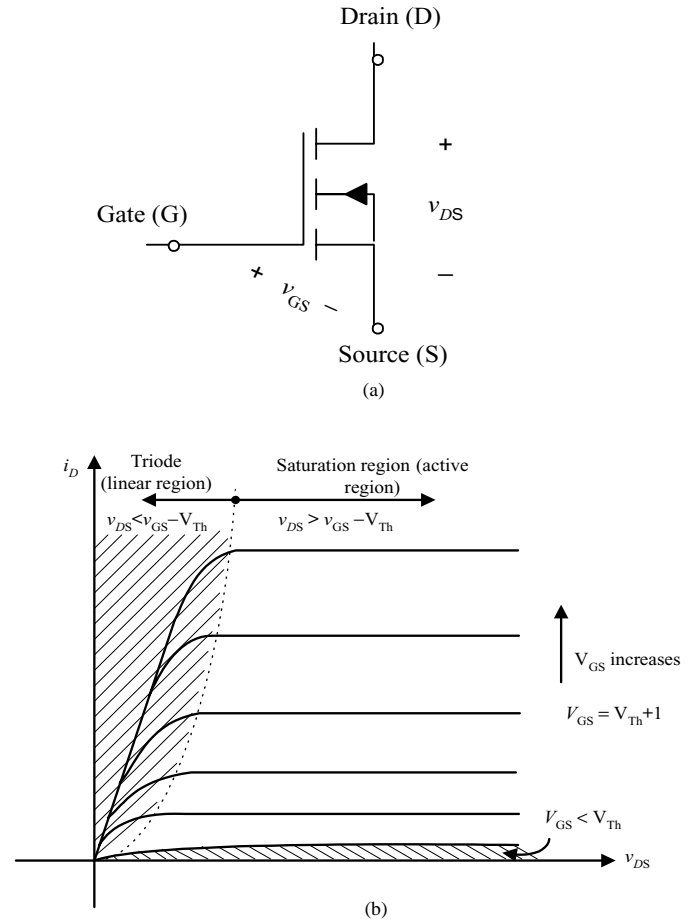 Drain (D)
+
v_DS
Gate (G)
+ v_GS –
–
Source (S)
(a)
i_D
Triode
(linear region)
Saturation region (active
region)
v_DS<v_GS–V_Th
v_DS > v_GS –V_Th
V_GS increases
V_GS = V_Th+1
V_GS < V_Th
v_DS
(b)